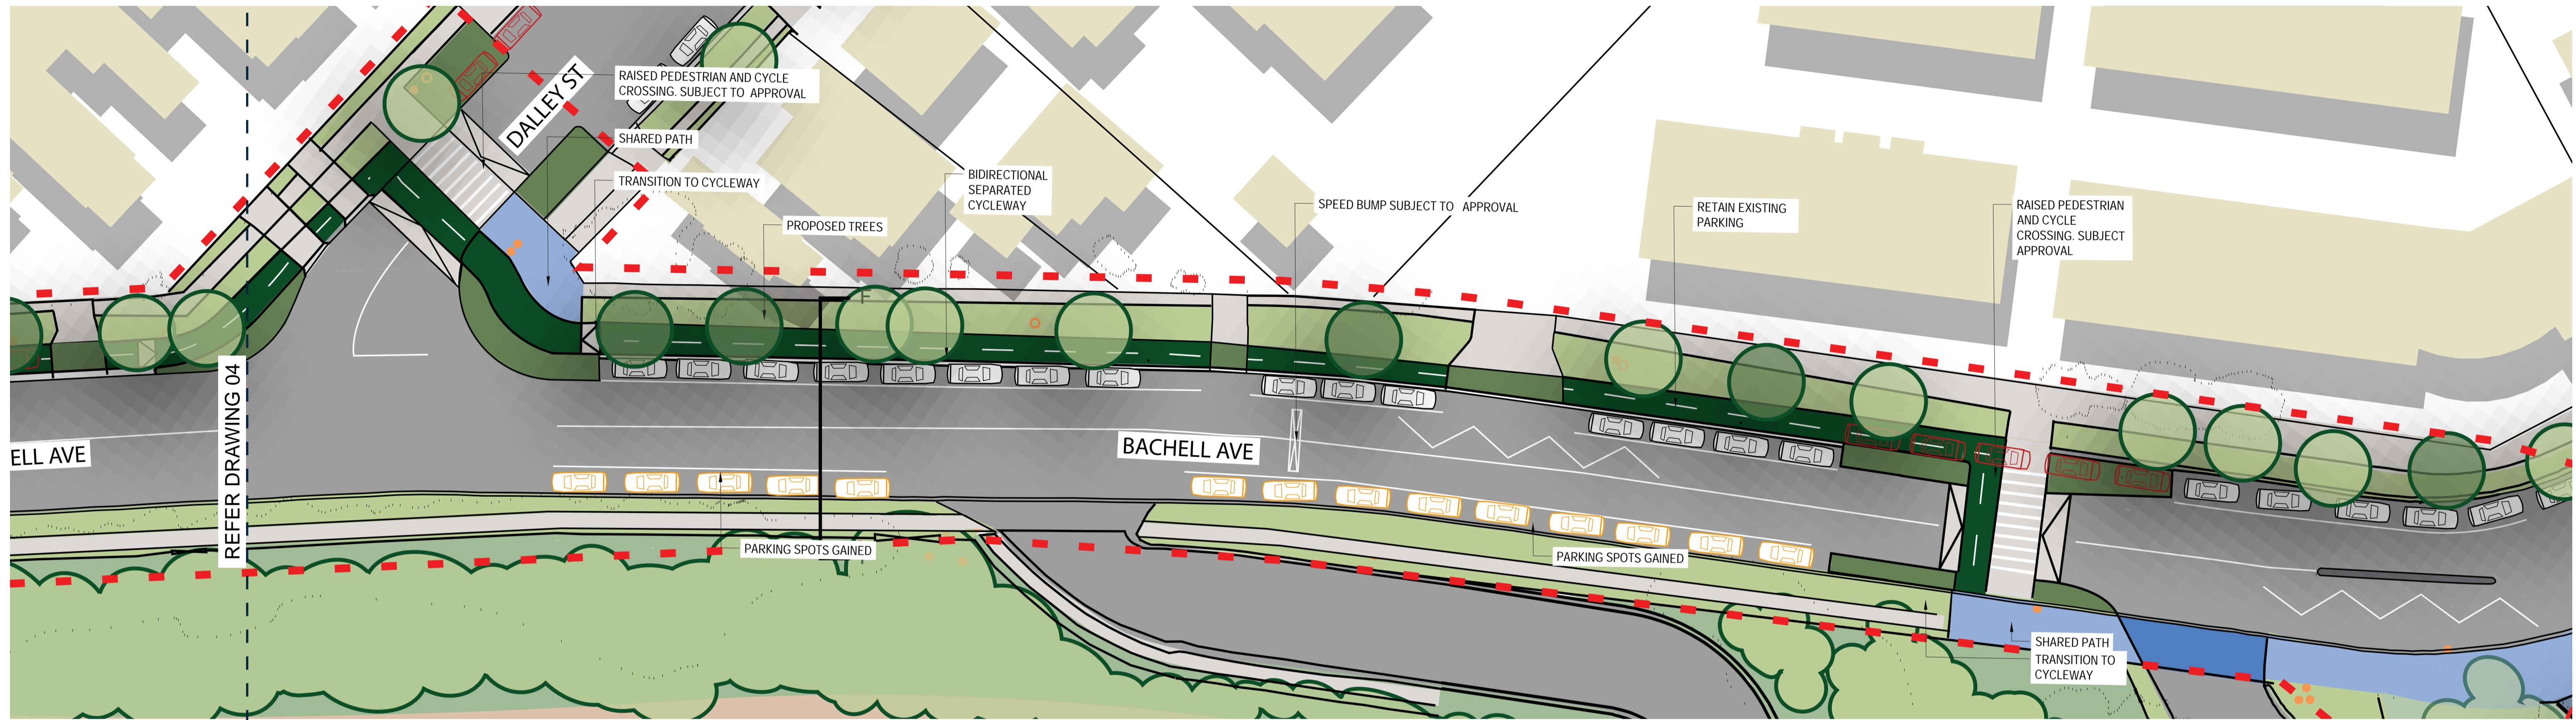 RAISED PEDESTRIAN AND CYCLE
CROSSING. SUBJECT TO APPROVAL
DALLEY ST
SHARED PATH
TRANSITION TO CYCLEWAY
BIDIRECTIONAL
SEPARATED
CYCLEWAY
PROPOSED TREES
SPEED BUMP SUBJECT TO APPROVAL
RETAIN EXISTING
PARKING
RAISED PEDESTRIAN
AND CYCLE
CROSSING. SUBJECT
APPROVAL
F
REFER DRAWING 04
ELL AVE
BACHELL AVE
PARKING SPOTS GAINED
PARKING SPOTS GAINED
SHARED PATH
TRANSITION TO
CYCLEWAY